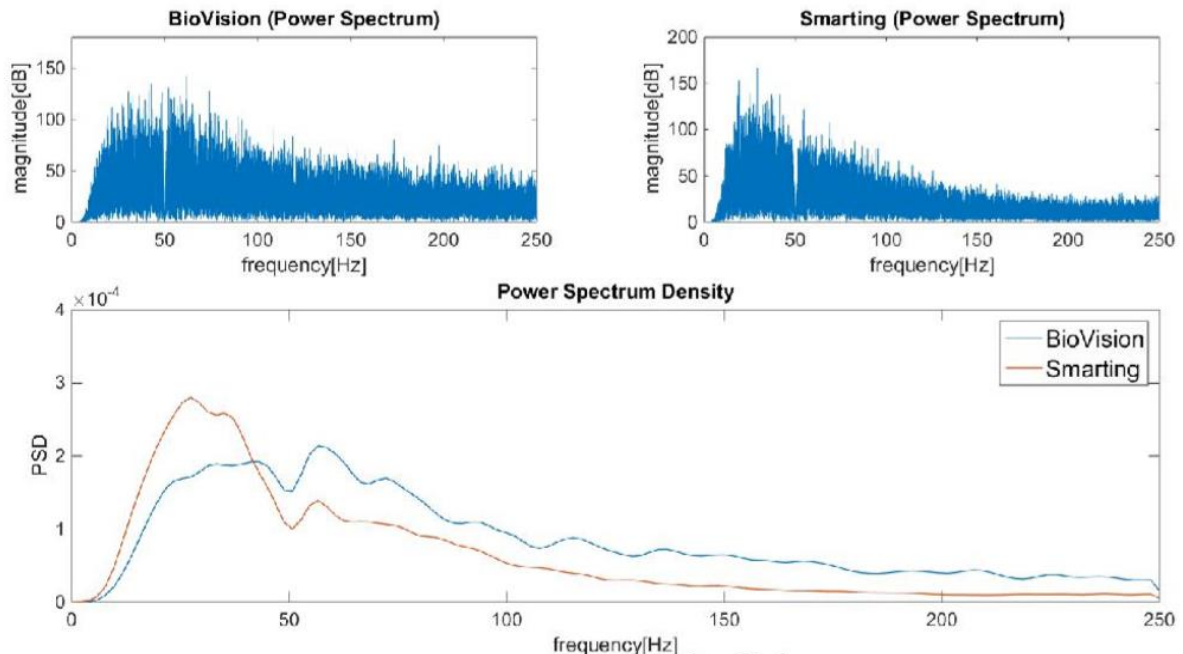 BioVision (Power Spectrum)
magnitude[dB]
150
100
50
0
0 50 100 150 200 250
frequency[Hz]
Smarting (Power Spectrum)
magnitude[dB]
200
150
100
50
0
0 50 100 150 200 250
frequency[Hz]
Power Spectrum Density
×10-4
PSD
4
3
2
1
0
BioVision
Smarting
0 50 100 150 200 250
frequency[Hz]